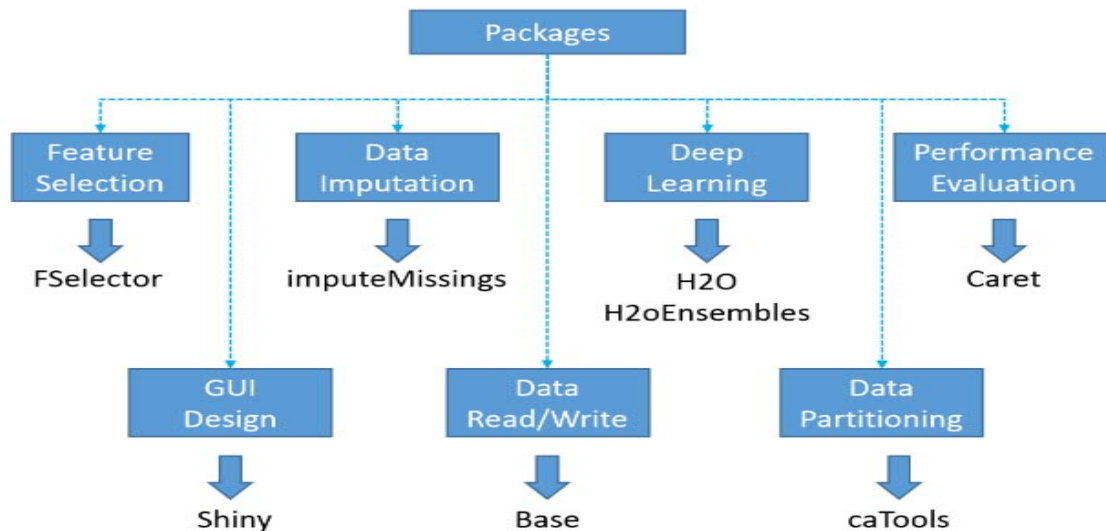 Packages
Feature
Selection
Data
Imputation
Deep
Learning
Performance
Evaluation
FSelector
imputeMissings
H2O
H2oEnsembles
Caret
GUI
Design
Data
Read/Write
Data
Partitioning
Shiny
Base
caTools